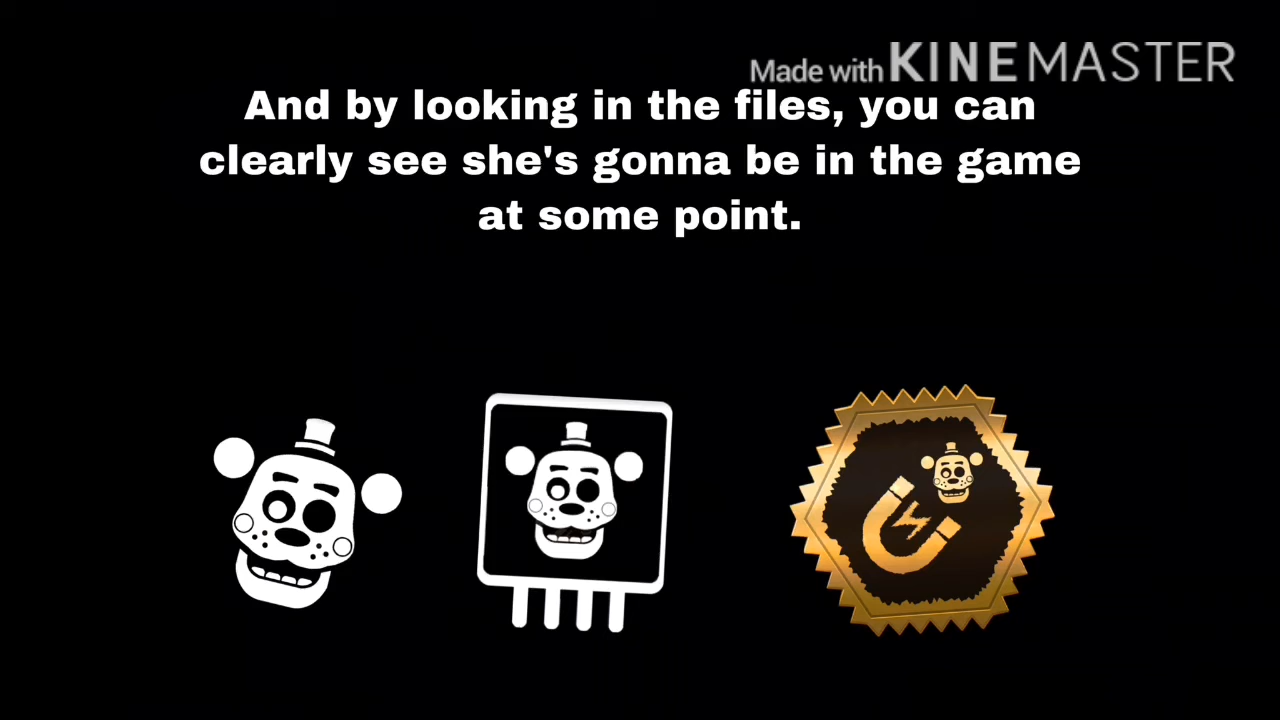 Made with KINEMASTER
And by looking in the files, you can
clearly see she's gonna be in the game
at some point.